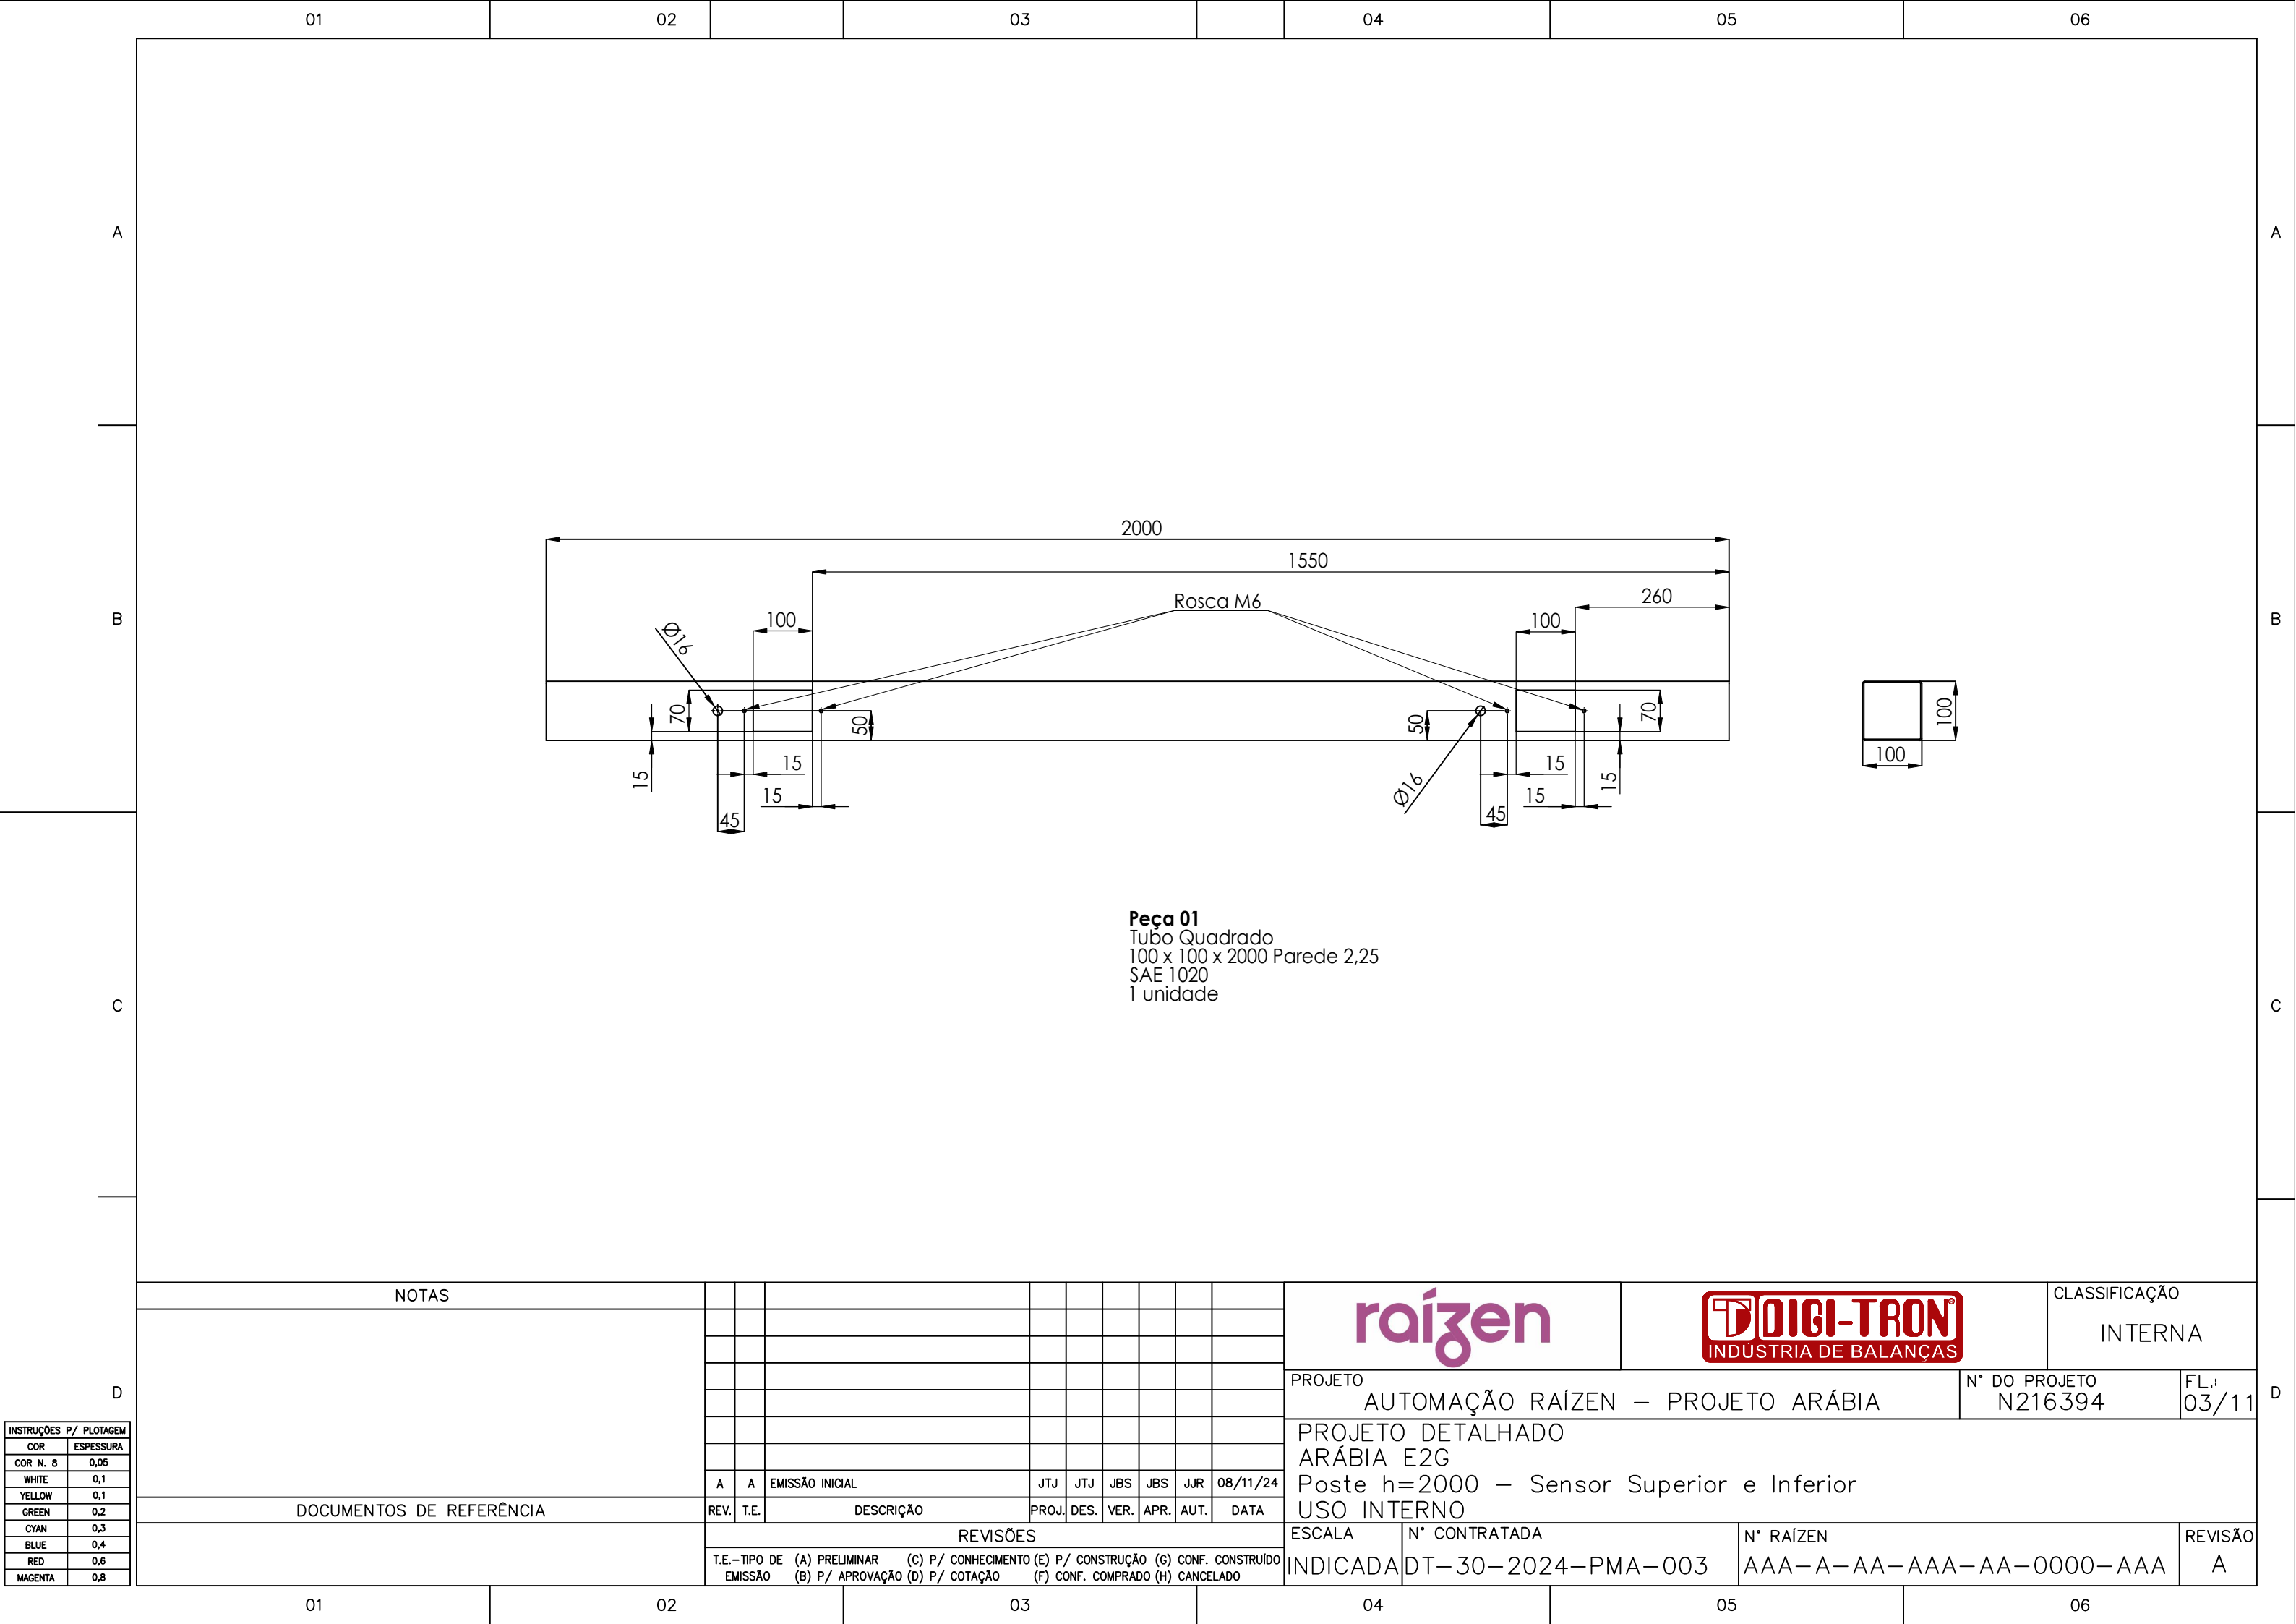 01 02 03 04 05 06
A A
B B
C C
D D
2000
1550
Rosca M6
260
100
100
Ø16
70
50
50
70
15
15
15
45
Ø16
15
15
15
45
100
100
Peça 01
Tubo Quadrado
100 x 100 x 2000 Parede 2,25
SAE 1020
1 unidade
INSTRUÇÕES P/ PLOTAGEM
COR ESPESSURA
COR N. 8 0,05
WHITE 0,1
YELLOW 0,1
GREEN 0,2
CYAN 0,3
BLUE 0,4
RED 0,6
MAGENTA 0,8
NOTAS
DOCUMENTOS DE REFERÊNCIA
A A EMISSÃO INICIAL JTJ JTJ JBS JBS JJR 08/11/24
REV. T.E. DESCRIÇÃO PROJ. DES. VER. APR. AUT. DATA
REVISÕES
T.E.-TIPO DE (A) PRELIMINAR (C) P/ CONHECIMENTO (E) P/ CONSTRUÇÃO (G) CONF. CONSTRUÍDO
EMISSÃO (B) P/ APROVAÇÃO (D) P/ COTAÇÃO (F) CONF. COMPRADO (H) CANCELADO
raízen
DIGI-TRON
INDÚSTRIA DE BALANÇAS
CLASSIFICAÇÃO
INTERNA
PROJETO
AUTOMAÇÃO RAÍZEN - PROJETO ARÁBIA
N° DO PROJETO
N216394
FL.:
03/11
PROJETO DETALHADO
ARÁBIA E2G
Poste h=2000 - Sensor Superior e Inferior
USO INTERNO
ESCALA
INDICADA
N° CONTRATADA
DT-30-2024-PMA-003
N° RAÍZEN
AAA-A-AA-AAA-AA-0000-AAA
REVISÃO
A
01 02 03 04 05 06